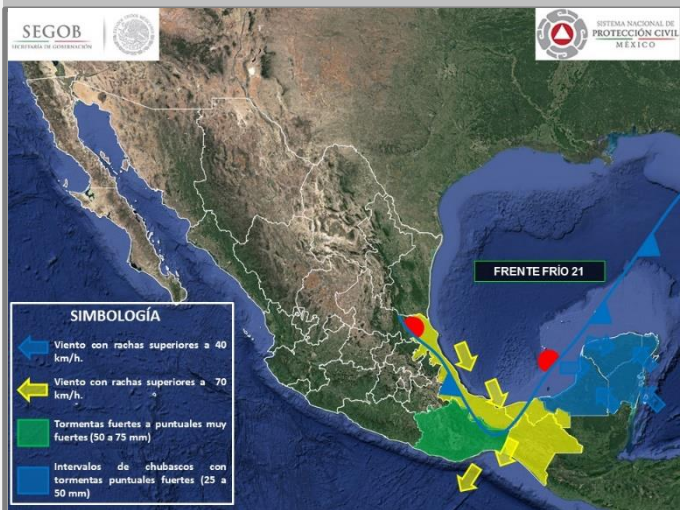 SEGOB
SECRETARÍA DE GOBERNACIÓN
SISTEMA NACIONAL DE
PROTECCIÓN CIVIL
MÉXICO
FRENTE FRÍO 21
SIMBOLOGÍA
Viento con rachas superiores a 40
km/h.
Viento con rachas superiores a 70
km/h.
Tormentas fuertes a puntuales muy
fuertes (50 a 75 mm)
Intervalos de chubascos con
tormentas puntuales fuertes (25 a
50 mm)